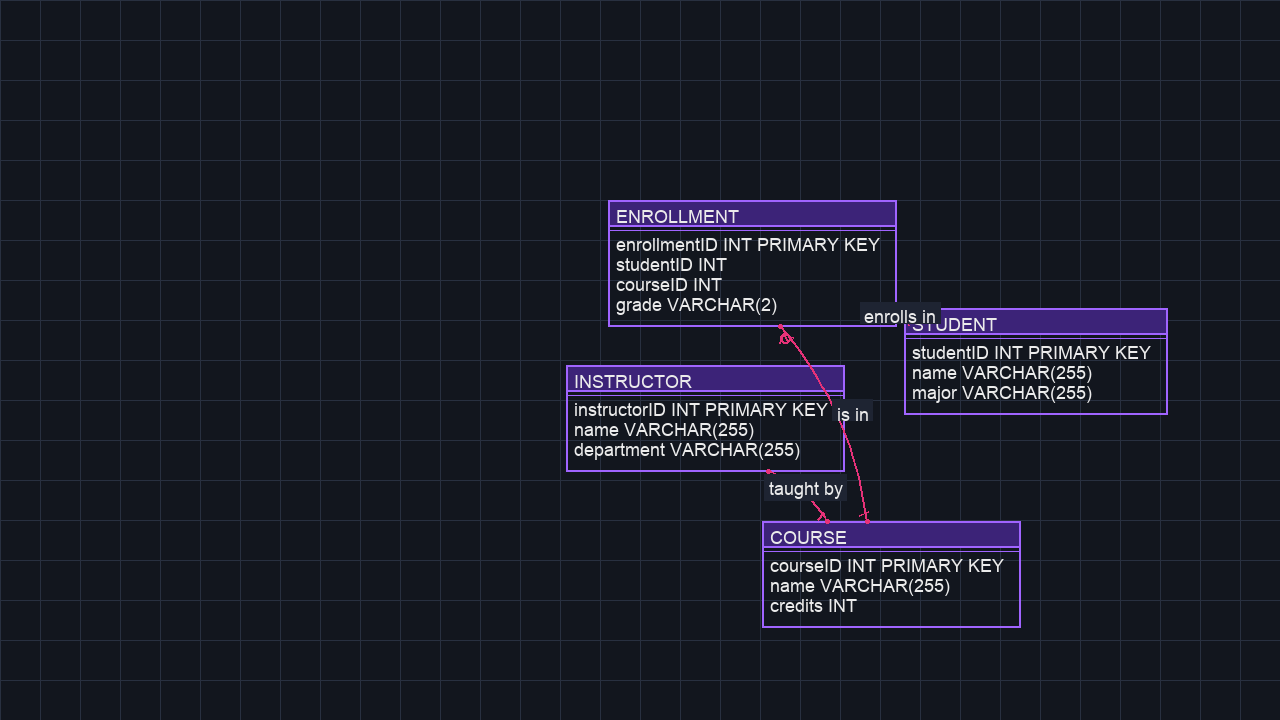 ENROLLMENT
enrollmentID INT PRIMARY KEY
studentID INT
courseID INT
grade VARCHAR(2)
enrolls in
STUDENT
studentID INT PRIMARY KEY
name VARCHAR(255)
major VARCHAR(255)
INSTRUCTOR
instructorID INT PRIMARY KEY
name VARCHAR(255)
department VARCHAR(255)
is in
taught by
COURSE
courseID INT PRIMARY KEY
name VARCHAR(255)
credits INT